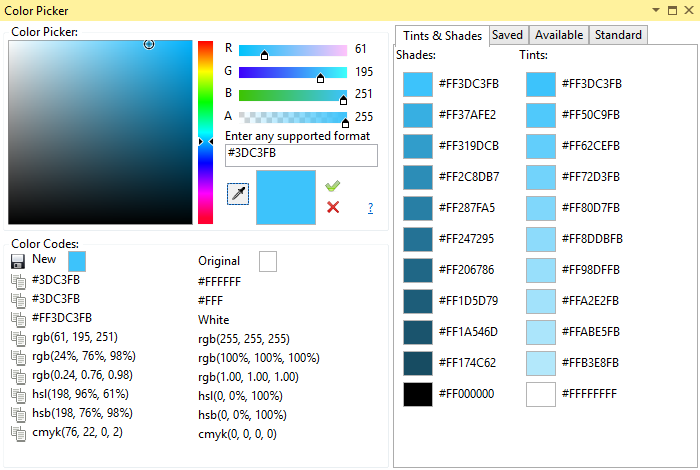 Color Picker
Color Picker:
R 61
G 195
B 251
A 255
Enter any supported format
#3DC3FB
?
Color Codes:
New Original
#3DC3FB #FFFFFF
#3DC3FB #FFF
#FF3DC3FB White
rgb(61, 195, 251) rgb(255, 255, 255)
rgb(24%, 76%, 98%) rgb(100%, 100%, 100%)
rgb(0.24, 0.76, 0.98) rgb(1.00, 1.00, 1.00)
hsl(198, 96%, 61%) hsl(0, 0%, 100%)
hsb(198, 76%, 98%) hsb(0, 0%, 100%)
cmyk(76, 22, 0, 2) cmyk(0, 0, 0, 0)
Tints & Shades Saved Available Standard
Shades: Tints:
#FF3DC3FB #FF3DC3FB
#FF37AFE2 #FF50C9FB
#FF319DCB #FF62CEFB
#FF2C8DB7 #FF72D3FB
#FF287FA5 #FF80D7FB
#FF247295 #FF8DDBFB
#FF206786 #FF98DFFB
#FF1D5D79 #FFA2E2FB
#FF1A546D #FFABE5FB
#FF174C62 #FFB3E8FB
#FF000000 #FFFFFFFF